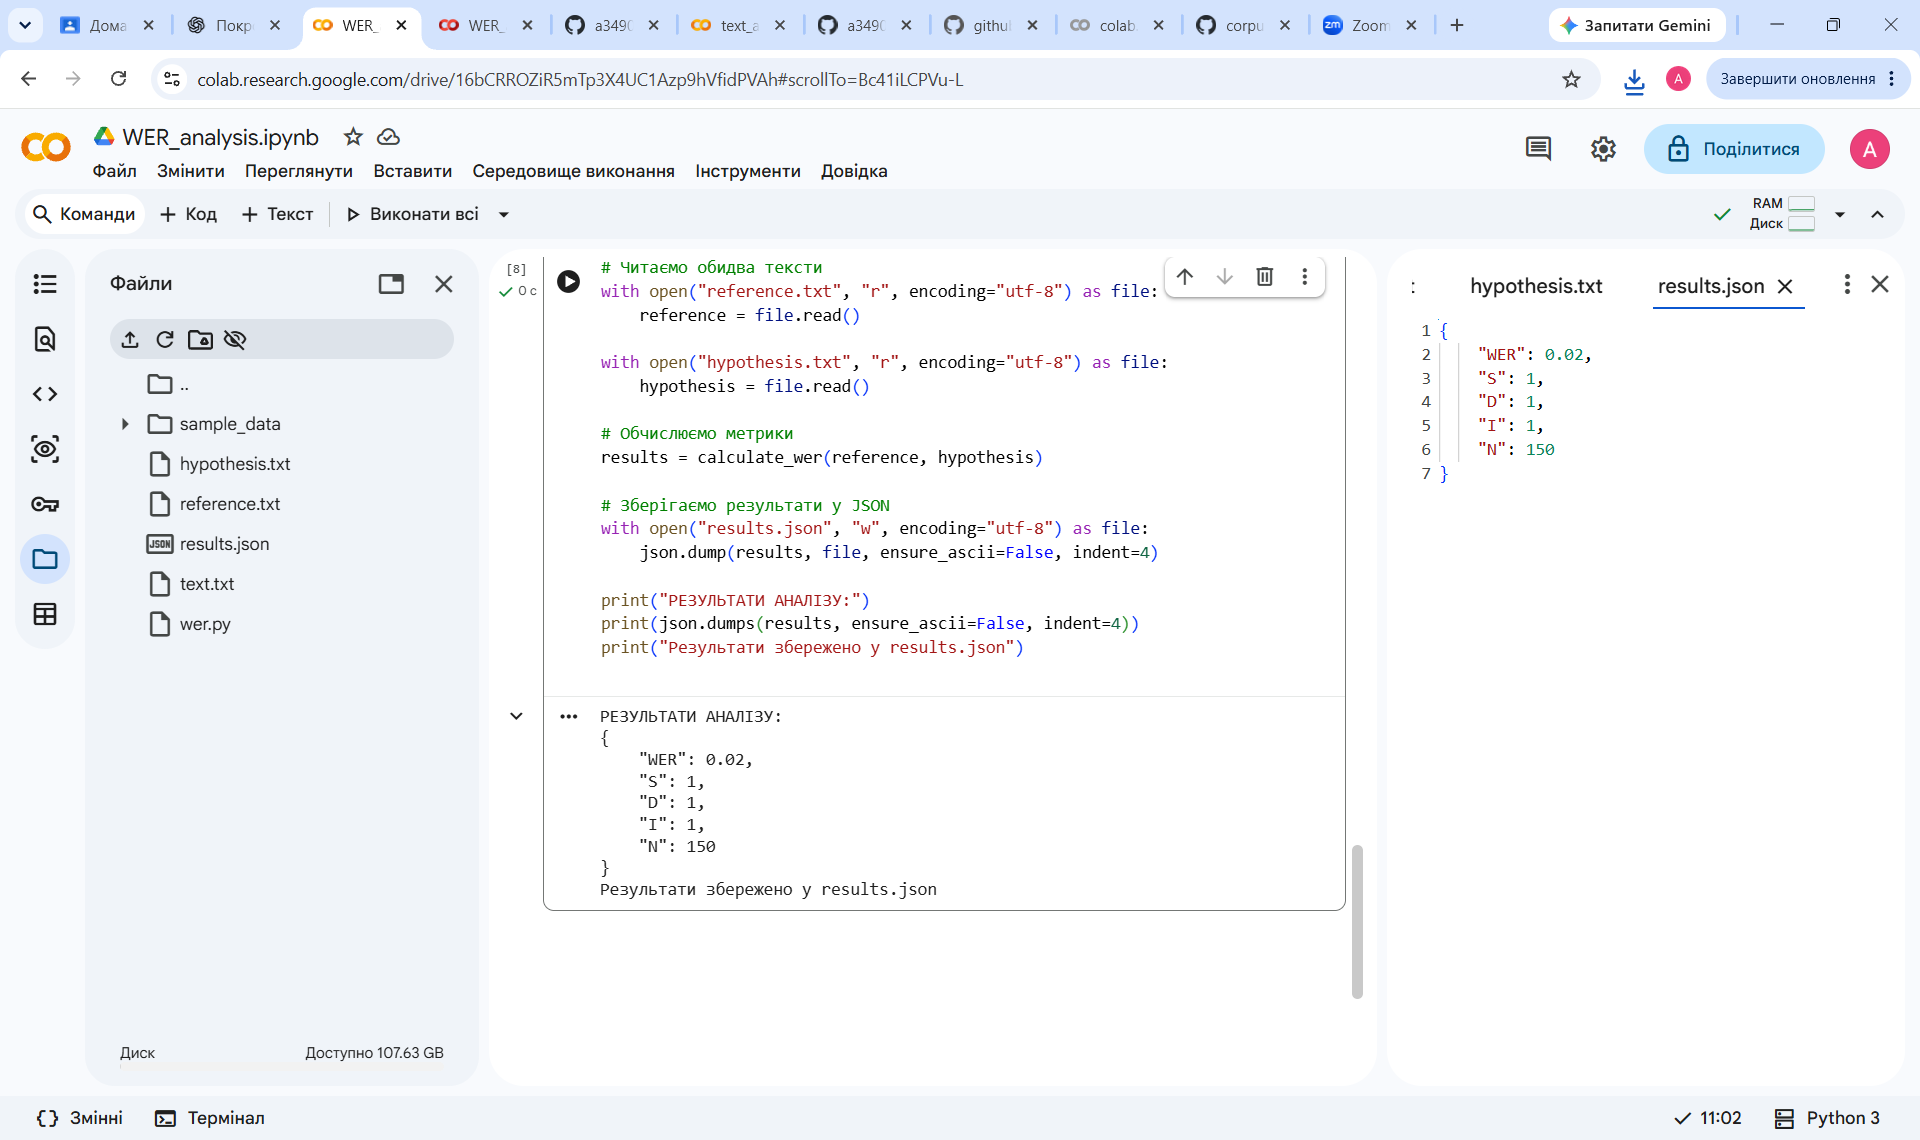 Дома
Покр
WER_
WER_
a3490
text_a
a3490
githu
colab.
corpu
zm
Zoom
Запитати Gemini
colab.research.google.com/drive/16bCRROZiR5mTp3X4UC1Azp9hVfidPVAh#scrollTo=Bc41iLCPVu-L
A
Завершити оновлення
WER_analysis.ipynb
Файл Змінити Переглянути Вставити Середовище виконання Інструменти Довідка
Поділитися
A
Команди + Код + Текст Виконати всі
RAM
Диск
Файли
..
sample_data
hypothesis.txt
reference.txt
JSON results.json
text.txt
wer.py
Диск Доступно 107.63 GB
[8]
0 с
# Читаємо обидва тексти
with open("reference.txt", "r", encoding="utf-8") as file:
reference = file.read()
with open("hypothesis.txt", "r", encoding="utf-8") as file:
hypothesis = file.read()
# Обчислюємо метрики
results = calculate_wer(reference, hypothesis)
# Зберігаємо результати у JSON
with open("results.json", "w", encoding="utf-8") as file:
json.dump(results, file, ensure_ascii=False, indent=4)
print("РЕЗУЛЬТАТИ АНАЛІЗУ:")
print(json.dumps(results, ensure_ascii=False, indent=4))
print("Результати збережено у results.json")
РЕЗУЛЬТАТИ АНАЛІЗУ:
{
"WER": 0.02,
"S": 1,
"D": 1,
"I": 1,
"N": 150
}
Результати збережено у results.json
hypothesis.txt results.json
1 {
2 "WER": 0.02,
3 "S": 1,
4 "D": 1,
5 "I": 1,
6 "N": 150
7 }
{} Змінні Термінал
11:02 Python 3